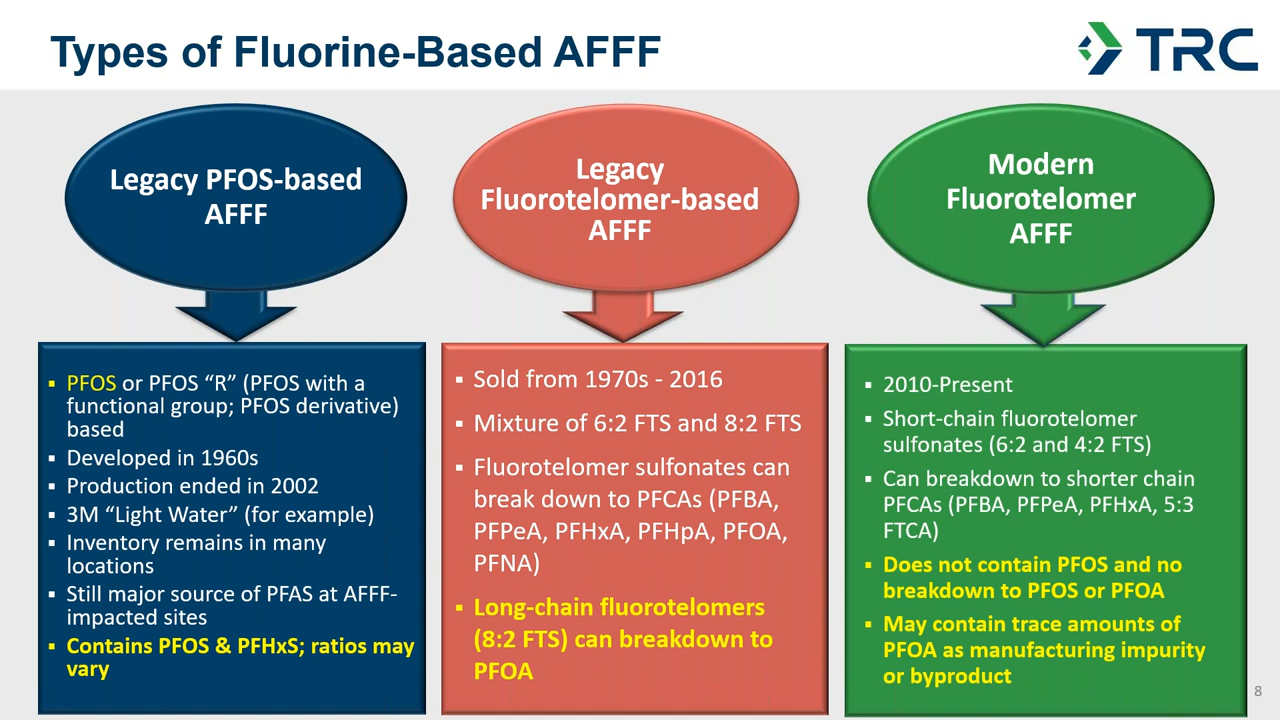 Types of Fluorine-Based AFFF
TRC
Legacy PFOS-based
AFFF
▪ PFOS or PFOS “R” (PFOS with a
functional group; PFOS derivative)
based
▪ Developed in 1960s
▪ Production ended in 2002
▪ 3M “Light Water” (for example)
▪ Inventory remains in many
locations
▪ Still major source of PFAS at AFFF-
impacted sites
▪ Contains PFOS & PFHxS; ratios may
vary
Legacy
Fluorotelomer-based
AFFF
▪ Sold from 1970s - 2016
▪ Mixture of 6:2 FTS and 8:2 FTS
▪ Fluorotelomer sulfonates can
break down to PFCAs (PFBA,
PFPeA, PFHxA, PFHpA, PFOA,
PFNA)
▪ Long-chain fluorotelomers
(8:2 FTS) can breakdown to
PFOA
Modern
Fluorotelomer
AFFF
▪ 2010-Present
▪ Short-chain fluorotelomer
sulfonates (6:2 and 4:2 FTS)
▪ Can breakdown to shorter chain
PFCAs (PFBA, PFPeA, PFHxA, 5:3
FTCA)
▪ Does not contain PFOS and no
breakdown to PFOS or PFOA
▪ May contain trace amounts of
PFOA as manufacturing impurity
or byproduct
8